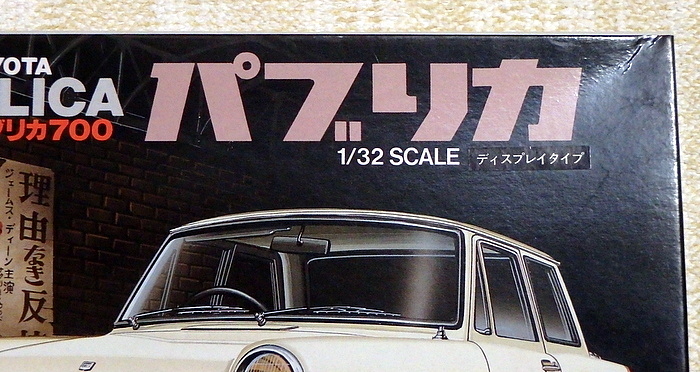 YOTA
LICA
パブリカ
ブリカ700
1/32 SCALE
ディスプレイタイプ
理由なき反
ジェームス・ディーン主演